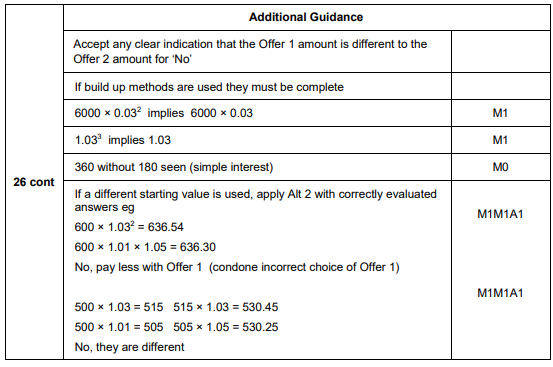 Additional Guidance
Accept any clear indication that the Offer 1 amount is different to the
Offer 2 amount for ‘No’
If build up methods are used they must be complete
6000 × 0.03² implies 6000 × 0.03
M1
1.03³ implies 1.03
M1
360 without 180 seen (simple interest)
M0
26 cont
If a different starting value is used, apply Alt 2 with correctly evaluated
answers eg
600 × 1.03² = 636.54
600 × 1.01 × 1.05 = 636.30
No, pay less with Offer 1 (condone incorrect choice of Offer 1)
M1M1A1
500 × 1.03 = 515 515 × 1.03 = 530.45
500 × 1.01 = 505 505 × 1.05 = 530.25
No, they are different
M1M1A1